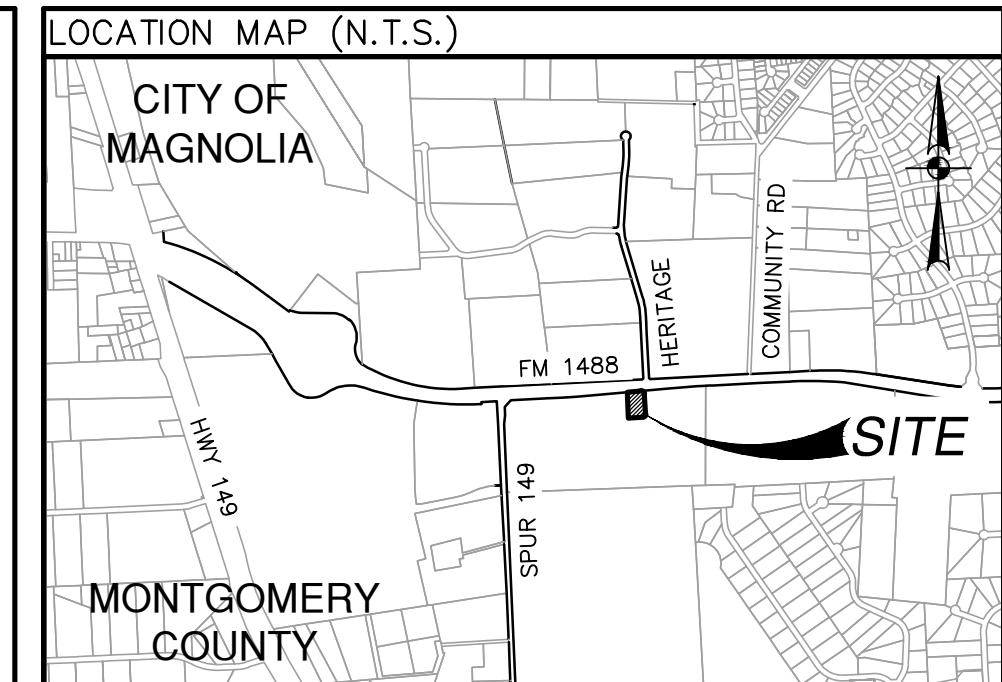 LOCATION MAP (N.T.S.)
CITY OF
MAGNOLIA
COMMUNITY RD
HERITAGE
FM 1488
SITE
HWY 149
SPUR 149
MONTGOMERY
COUNTY